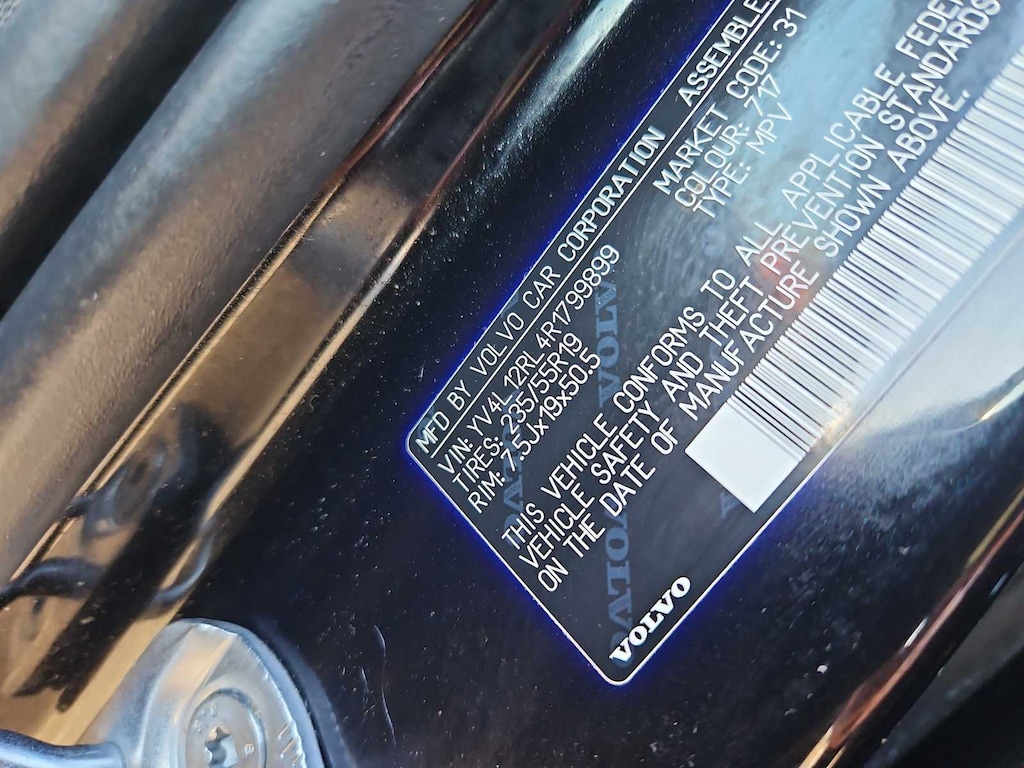 MFD BY VOLVO CAR CORPORATION
VIN: YV4L12RL4R1799899
TIRES: 235/55R19
RIM: 7.5Jx19x50.5
MARKET CODE: 31
COLOUR: 717
TYPE: MPV
THIS VEHICLE CONFORMS TO ALL APPLICABLE
VEHICLE SAFETY AND THEFT PREVENTION STANDARDS
ON THE DATE OF MANUFACTURE SHOWN ABOVE.
VOLVO